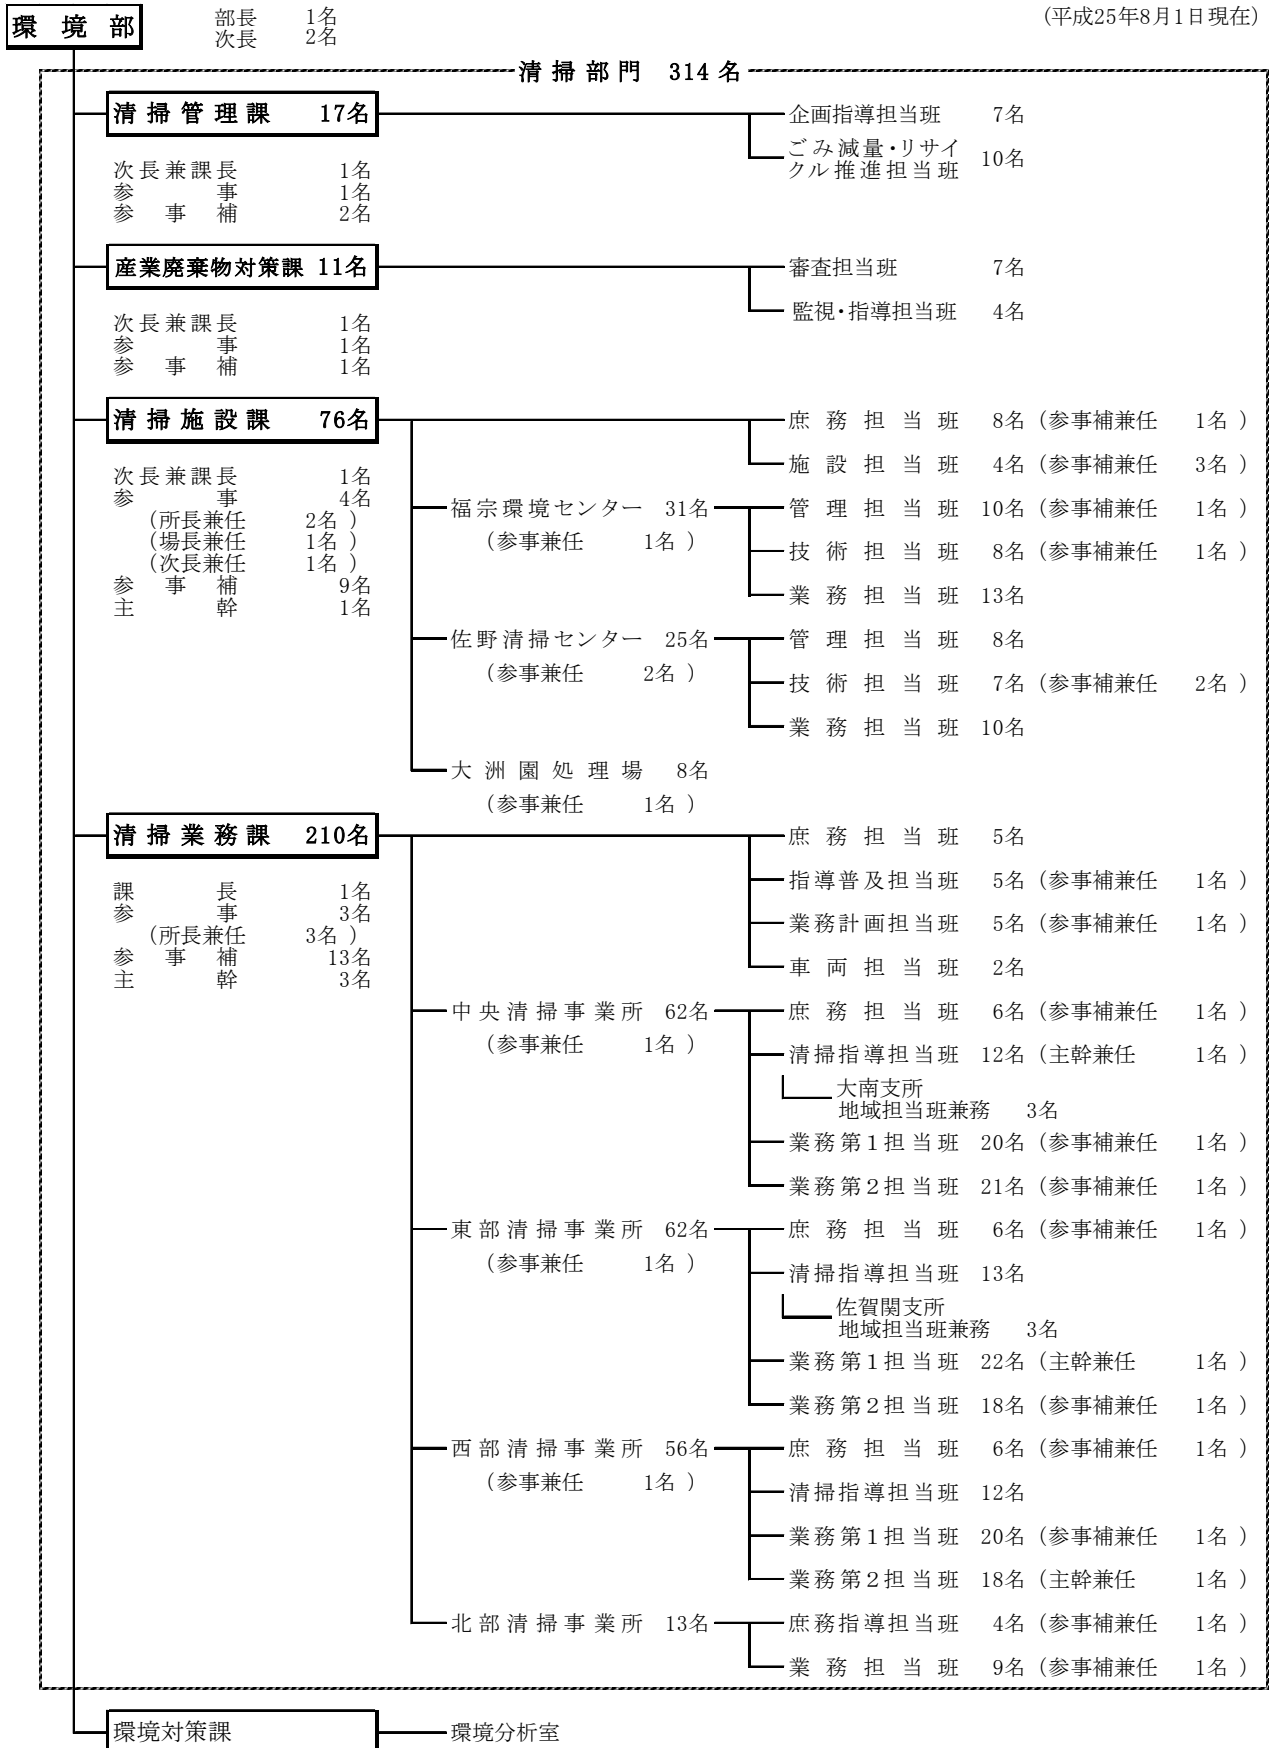 環境部
部長 1名
次長 2名
(平成25年8月1日現在)
清掃部門 314名
清掃管理課 17名
企画指導担当班 7名
ごみ減量・リサイ
クル推進担当班 10名
次長兼課長 1名
参事 1名
参事補 2名
産業廃棄物対策課 11名
審査担当班 7名
監視・指導担当班 4名
次長兼課長 1名
参事 1名
参事補 1名
清掃施設課 76名
庶務担当班 8名 (参事補兼任 1名)
施設担当班 4名 (参事補兼任 3名)
次長兼課長 1名
参事 4名
(所長兼任 2名)
(場長兼任 1名)
(次長兼任 1名)
参事補 9名
主幹 1名
福宗環境センター 31名
(参事兼任 1名)
管理担当班 10名 (参事補兼任 1名)
技術担当班 8名 (参事補兼任 1名)
業務担当班 13名
佐野清掃センター 25名
(参事兼任 2名)
管理担当班 8名
技術担当班 7名 (参事補兼任 2名)
業務担当班 10名
大洲園処理場 8名
(参事兼任 1名)
清掃業務課 210名
庶務担当班 5名
指導普及担当班 5名 (参事補兼任 1名)
業務計画担当班 5名 (参事補兼任 1名)
車両担当班 2名
課長 1名
参事 3名
(所長兼任 3名)
参事補 13名
主幹 3名
中央清掃事業所 62名
(参事兼任 1名)
庶務担当班 6名 (参事補兼任 1名)
清掃指導担当班 12名 (主幹兼任 1名)
大南支所
地域担当班兼務 3名
業務第1担当班 20名 (参事補兼任 1名)
業務第2担当班 21名 (参事補兼任 1名)
東部清掃事業所 62名
(参事兼任 1名)
庶務担当班 6名 (参事補兼任 1名)
清掃指導担当班 13名
佐賀関支所
地域担当班兼務 3名
業務第1担当班 22名 (主幹兼任 1名)
業務第2担当班 18名 (参事補兼任 1名)
西部清掃事業所 56名
(参事兼任 1名)
庶務担当班 6名 (参事補兼任 1名)
清掃指導担当班 12名
業務第1担当班 20名 (参事補兼任 1名)
業務第2担当班 18名 (主幹兼任 1名)
北部清掃事業所 13名
庶務指導担当班 4名 (参事補兼任 1名)
業務担当班 9名 (参事補兼任 1名)
環境対策課
環境分析室